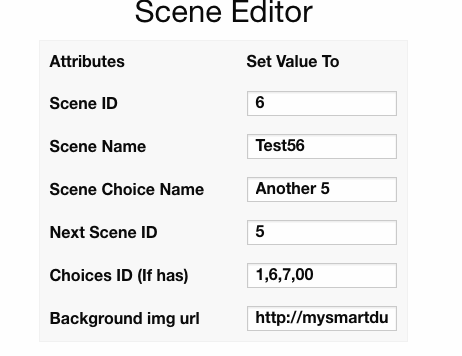 Scene Editor
Attributes Set Value To
Scene ID 6
Scene Name Test56
Scene Choice Name Another 5
Next Scene ID 5
Choices ID (If has) 1,6,7,00
Background img url http://mysmartdu